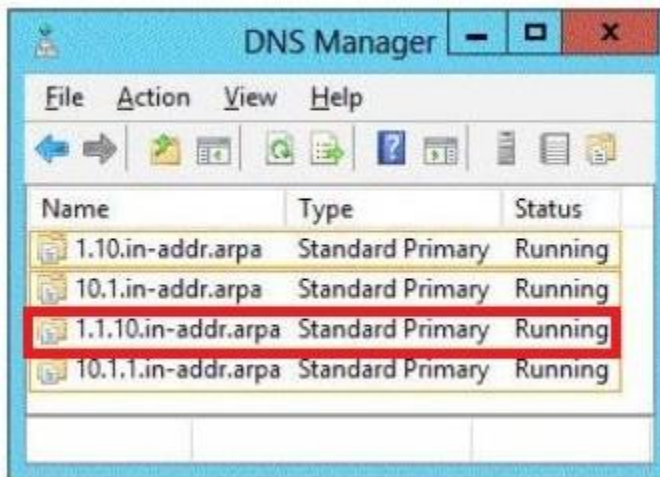 DNS Manager
File Action View Help
Name Type Status
1.10.in-addr.arpa Standard Primary Running
10.1.in-addr.arpa Standard Primary Running
1.1.10.in-addr.arpa Standard Primary Running
10.1.1.in-addr.arpa Standard Primary Running